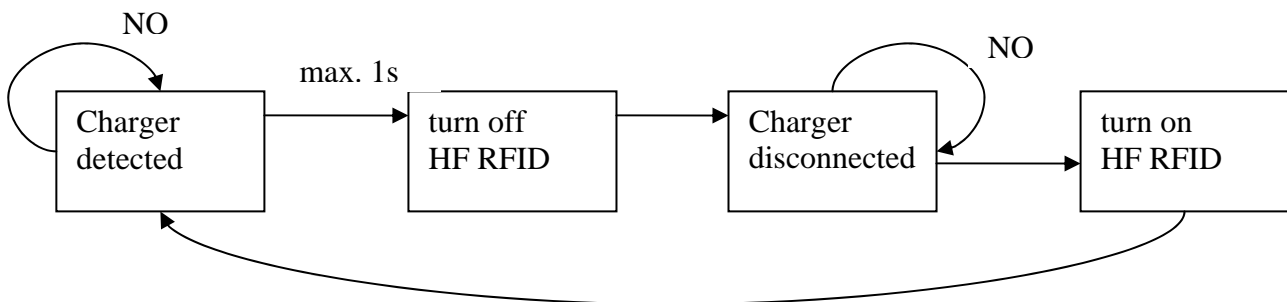 NO
NO
max. 1s
Charger
detected
turn off
HF RFID
Charger
disconnected
turn on
HF RFID